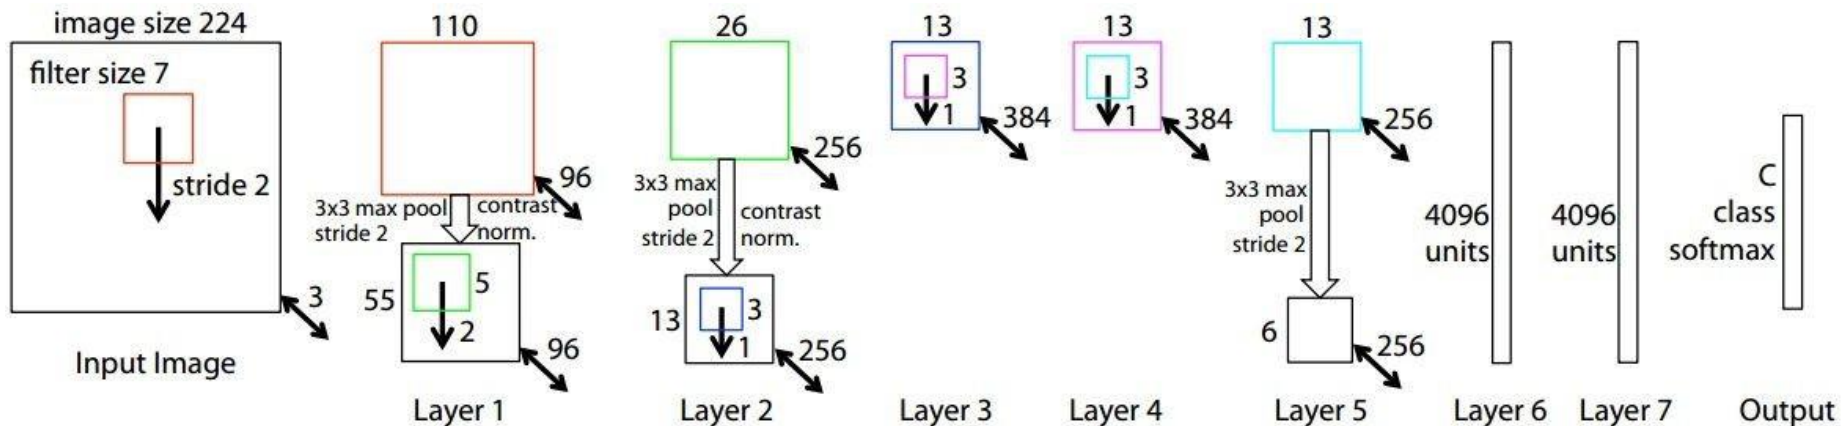 image size 224
filter size 7
stride 2
3
Input Image
110
96
3x3 max pool
stride 2
contrast
norm.
55
5
2
96
Layer 1
26
256
3x3 max
pool
stride 2
contrast
norm.
13
3
1
256
Layer 2
13
3
1
384
Layer 3
13
3
1
384
Layer 4
13
256
3x3 max
pool
stride 2
6
256
Layer 5
4096
units
Layer 6
4096
units
Layer 7
C
class
softmax
Output